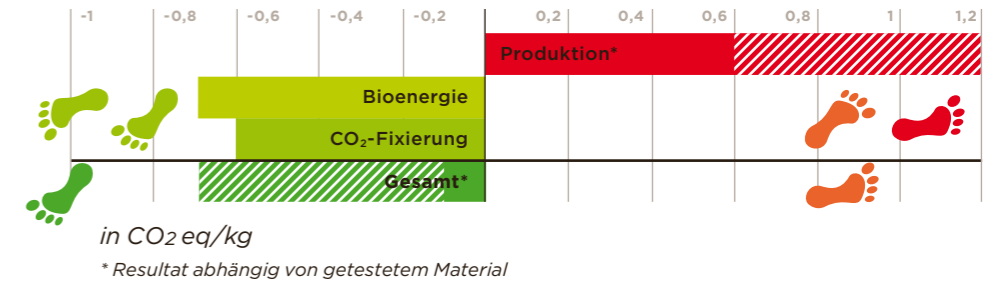 -1 -0,8 -0,6 -0,4 -0,2 0,2 0,4 0,6 0,8 1 1,2
Produktion*
Bioenergie
CO₂-Fixierung
Gesamt*
in CO2 eq/kg
* Resultat abhängig von getestetem Material